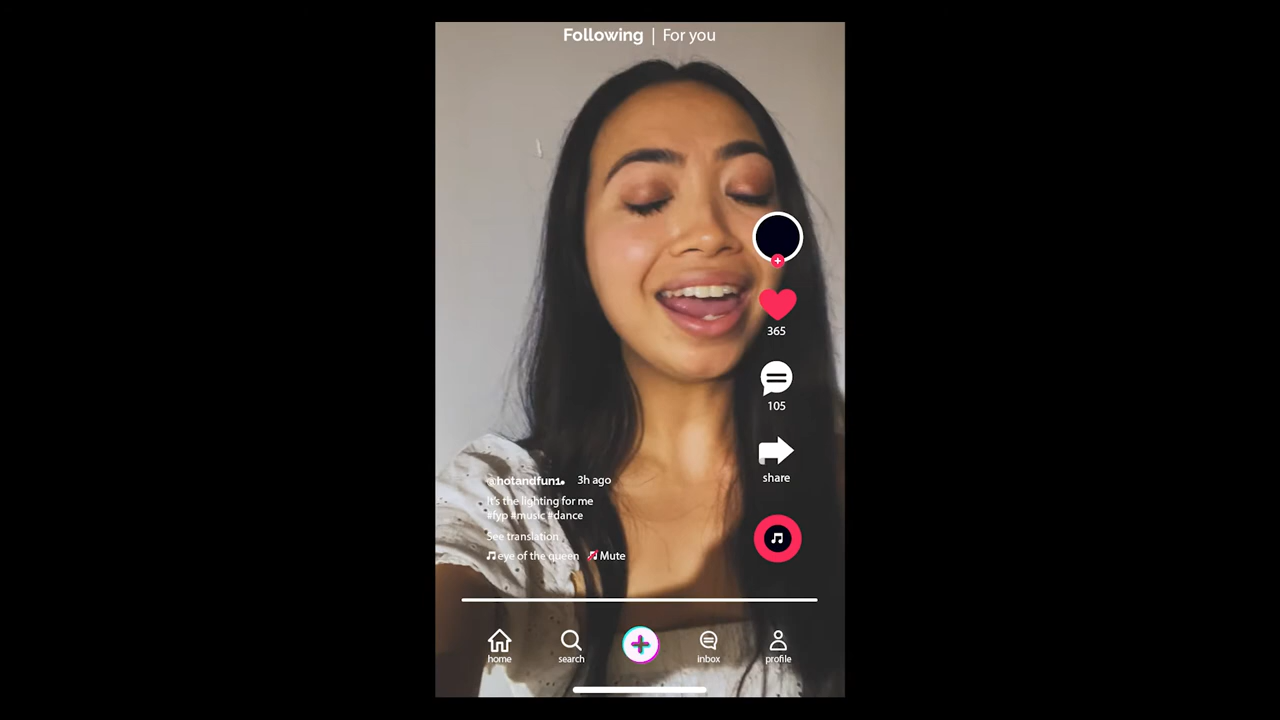 Following | For you
365
105
share
@hotandfun1. 3h ago
It's the lighting for me
#fyp #music #dance
See translation
eye of the queen Mute
home search inbox profile